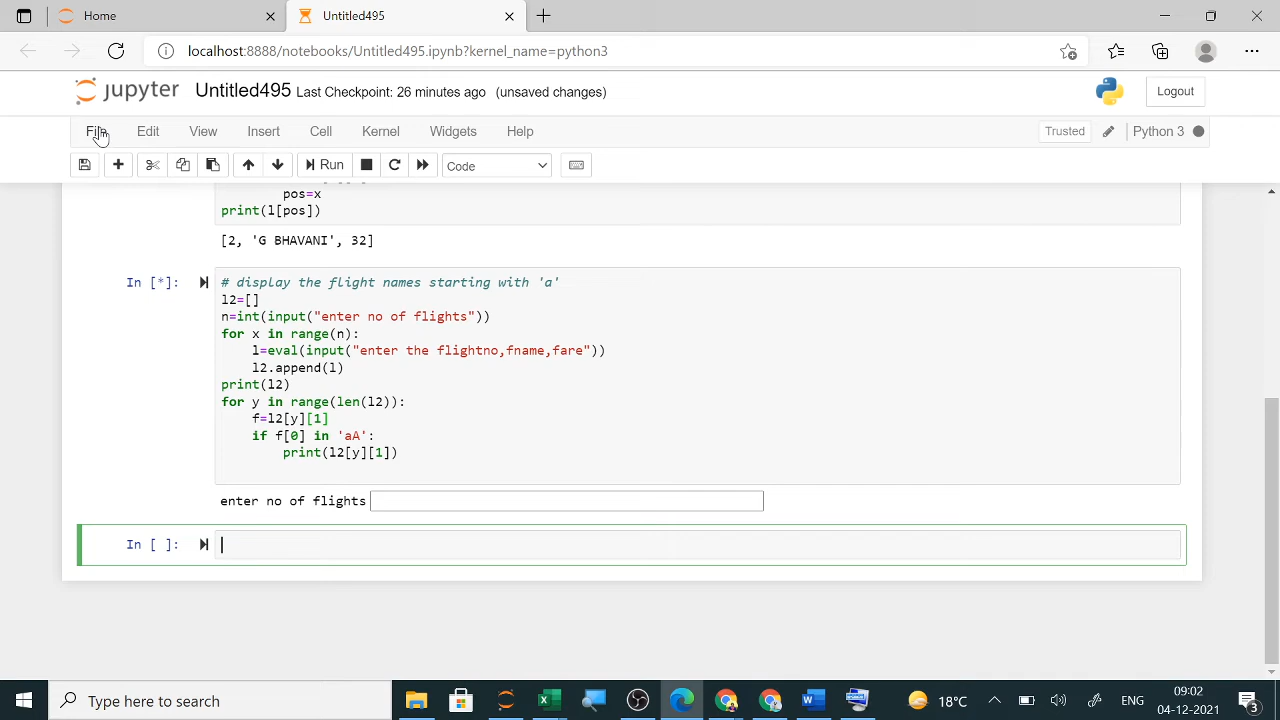 Home
Untitled495
localhost:8888/notebooks/Untitled495.ipynb?kernel_name=python3
jupyter Untitled495 Last Checkpoint: 26 minutes ago (unsaved changes)
Logout
File Edit View Insert Cell Kernel Widgets Help
Trusted Python 3
Run Code
pos=x
print(l[pos])
[2, 'G BHAVANI', 32]
In [*]:
# display the flight names starting with 'a'
l2=[]
n=int(input("enter no of flights"))
for x in range(n):
    l=eval(input("enter the flightno,fname,fare"))
    l2.append(l)
print(l2)
for y in range(len(l2)):
    f=l2[y][1]
    if f[0] in 'aA':
        print(l2[y][1])
enter no of flights
In [ ]:
Type here to search
18°C
ENG
09:02
04-12-2021
3